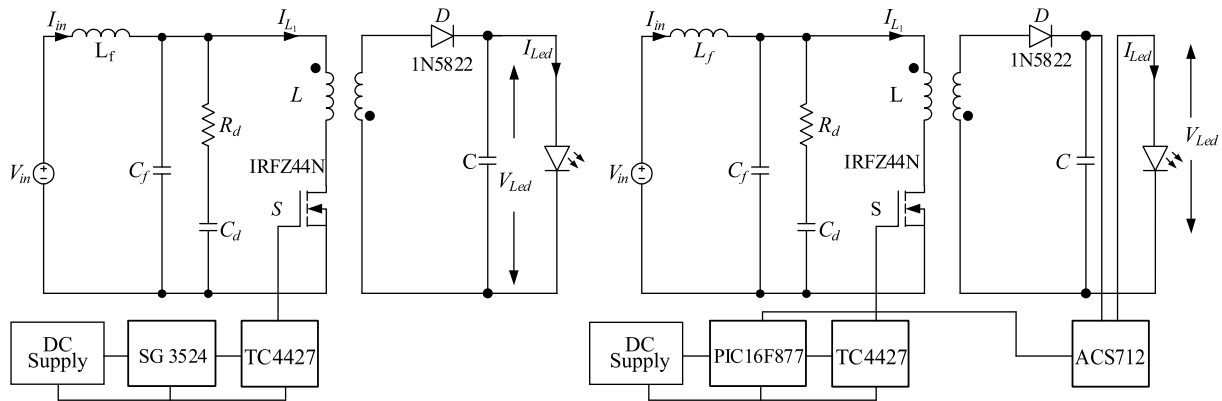 I_in
L_f
I_L1
D
1N5822
I_Led
L
R_d
C_f
IRFZ44N
V_in
S
C_d
C
V_Led
DC
Supply
SG 3524
TC4427
I_in
L_f
I_L1
D
1N5822
I_Led
L
R_d
C_f
IRFZ44N
V_in
S
C_d
C
V_Led
DC
Supply
PIC16F877
TC4427
ACS712